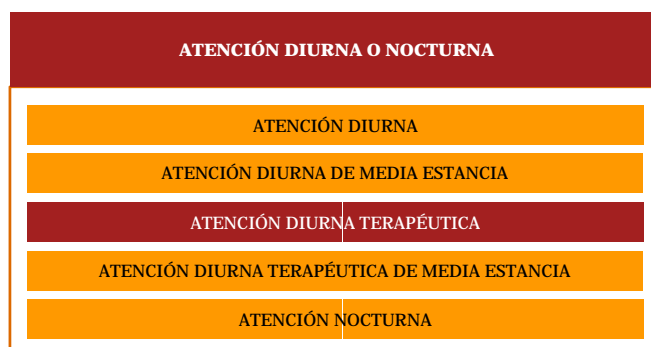 ATENCIÓN DIURNA O NOCTURNA
ATENCIÓN DIURNA
ATENCIÓN DIURNA DE MEDIA ESTANCIA
ATENCIÓN DIURNA TERAPÉUTICA
ATENCIÓN DIURNA TERAPÉUTICA DE MEDIA ESTANCIA
ATENCIÓN NOCTURNA